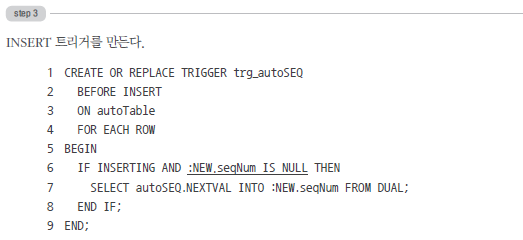 step 3
INSERT 트리거를 만든다.
1 CREATE OR REPLACE TRIGGER trg_autoSEQ
2 BEFORE INSERT
3 ON autoTable
4 FOR EACH ROW
5 BEGIN
6 IF INSERTING AND :NEW.seqNum IS NULL THEN
7 SELECT autoSEQ.NEXTVAL INTO :NEW.seqNum FROM DUAL;
8 END IF;
9 END;